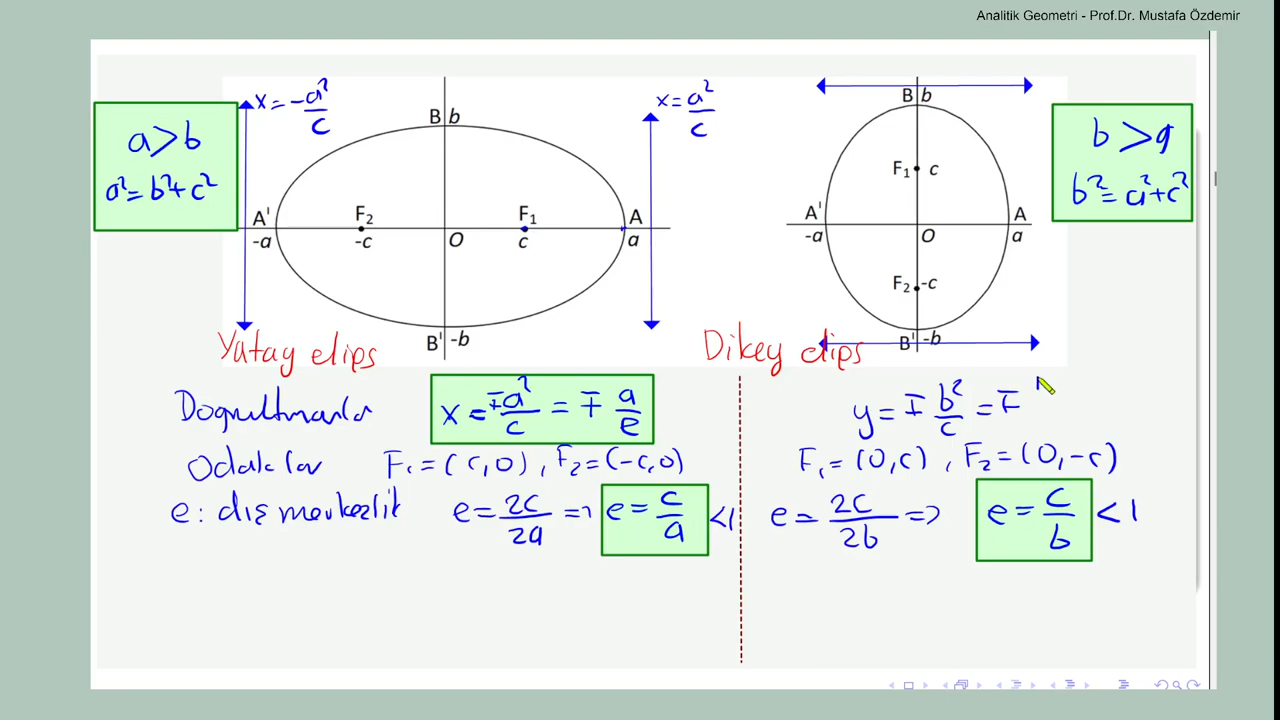 Analitik Geometri - Prof.Dr. Mustafa Özdemir
a>b
a²=b²+c²
x=-a²/c
x=a²/c
B b
A' -a
F₂ -c
O
F₁ c
A a
B' -b
b>a
b²=a²+c²
B b
F₁ c
A' -a
O
A a
F₂ -c
B' -b
Yatay elips
Dikey elips
Doğrultmanlar x=∓a²/c=∓a/e
y=∓b²/c=∓
Odaklar F₁=(c,0), F₂=(-c,0)
F₁=(0,c), F₂=(0,-c)
e: dış merkezlik e=2c/2a => e=c/a <1
e=2c/2b => e=c/b <1